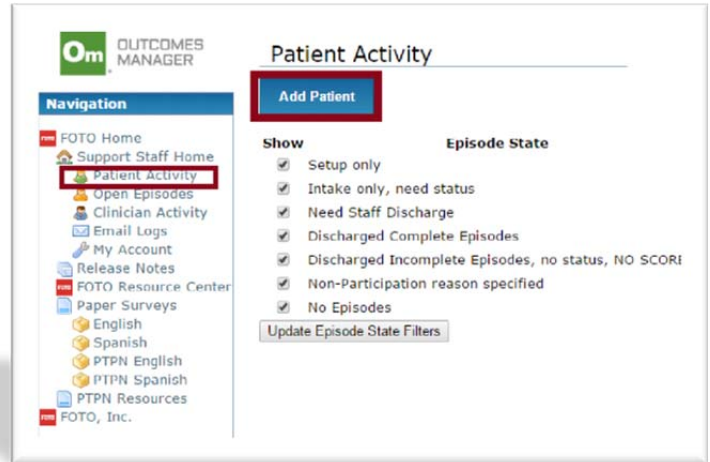 Om
OUTCOMES
MANAGER
Navigation
FOTO Home
Support Staff Home
Patient Activity
Open Episodes
Clinician Activity
Email Logs
My Account
Release Notes
FOTO Resource Center
Paper Surveys
English
Spanish
PTPN English
PTPN Spanish
PTPN Resources
FOTO, Inc.
Patient Activity
Add Patient
Show Episode State
Setup only
Intake only, need status
Need Staff Discharge
Discharged Complete Episodes
Discharged Incomplete Episodes, no status, NO SCORE
Non-Participation reason specified
No Episodes
Update Episode State Filters